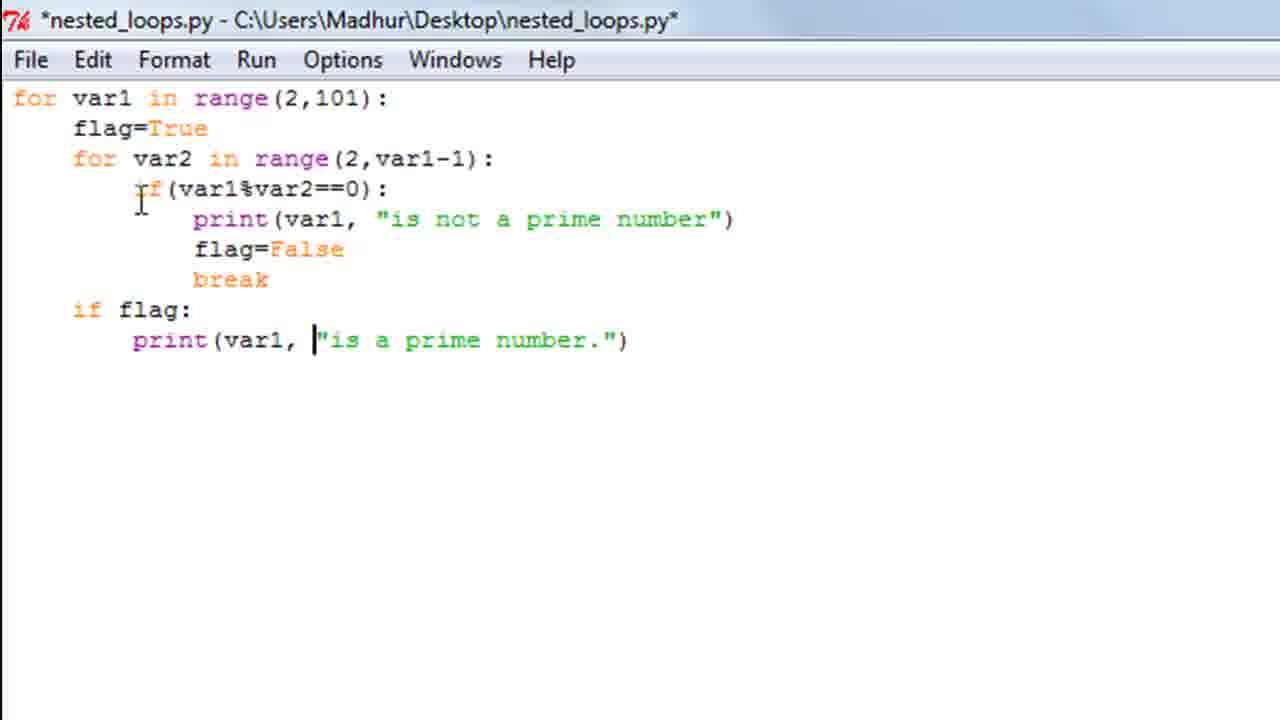 *nested_loops.py - C:\Users\Madhur\Desktop\nested_loops.py*
File Edit Format Run Options Windows Help
for var1 in range(2,101):
    flag=True
    for var2 in range(2,var1-1):
        if(var1%var2==0):
            print(var1, "is not a prime number")
            flag=False
            break
    if flag:
        print(var1, "is a prime number.")